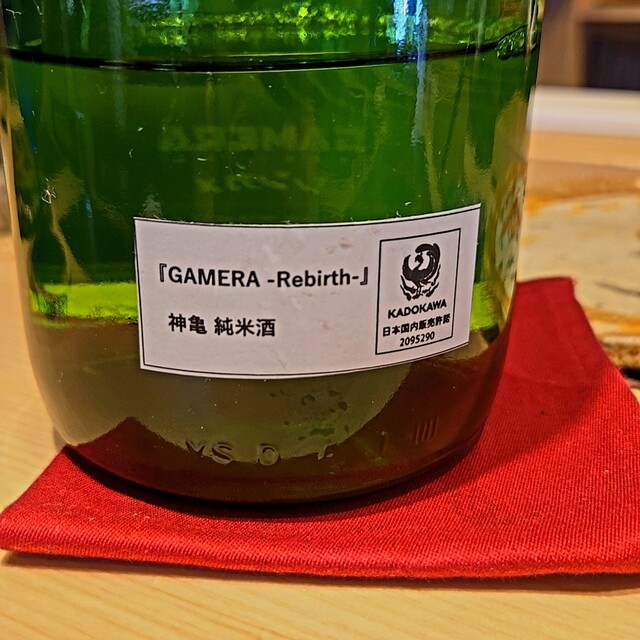 『GAMERA -Rebirth-』
神亀 純米酒
KADOKAWA
日本国内販売許諾
2095290